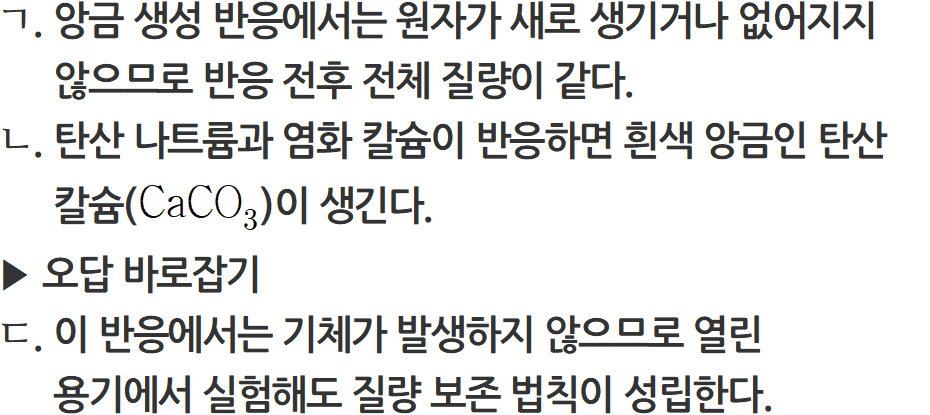 ㄱ. 앙금 생성 반응에서는 원자가 새로 생기거나 없어지지
않으므로 반응 전후 전체 질량이 같다.
ㄴ. 탄산 나트륨과 염화 칼슘이 반응하면 흰색 앙금인 탄산
칼슘(CaCO₃)이 생긴다.
▶ 오답 바로잡기
ㄷ. 이 반응에서는 기체가 발생하지 않으므로 열린
용기에서 실험해도 질량 보존 법칙이 성립한다.